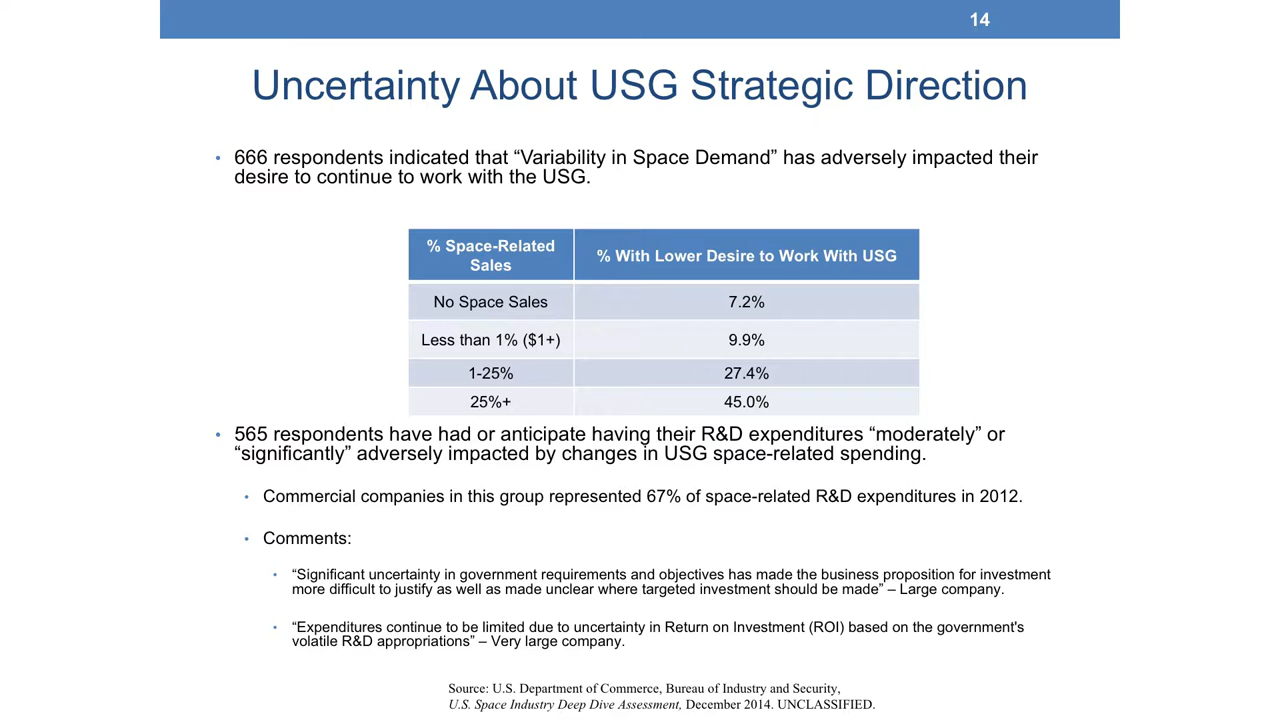 14
Uncertainty About USG Strategic Direction
• 666 respondents indicated that “Variability in Space Demand” has adversely impacted their
desire to continue to work with the USG.
% Space-Related
Sales
% With Lower Desire to Work With USG
No Space Sales 7.2%
Less than 1% ($1+) 9.9%
1-25% 27.4%
25%+ 45.0%
• 565 respondents have had or anticipate having their R&D expenditures “moderately” or
“significantly” adversely impacted by changes in USG space-related spending.
• Commercial companies in this group represented 67% of space-related R&D expenditures in 2012.
• Comments:
• “Significant uncertainty in government requirements and objectives has made the business proposition for investment
more difficult to justify as well as made unclear where targeted investment should be made” – Large company.
• “Expenditures continue to be limited due to uncertainty in Return on Investment (ROI) based on the government's
volatile R&D appropriations” – Very large company.
Source: U.S. Department of Commerce, Bureau of Industry and Security,
U.S. Space Industry Deep Dive Assessment, December 2014. UNCLASSIFIED.